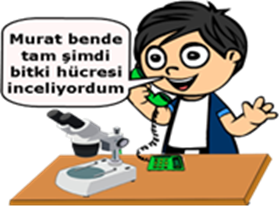 Murat bende
tam şimdi
bitki hücresi
inceliyordum